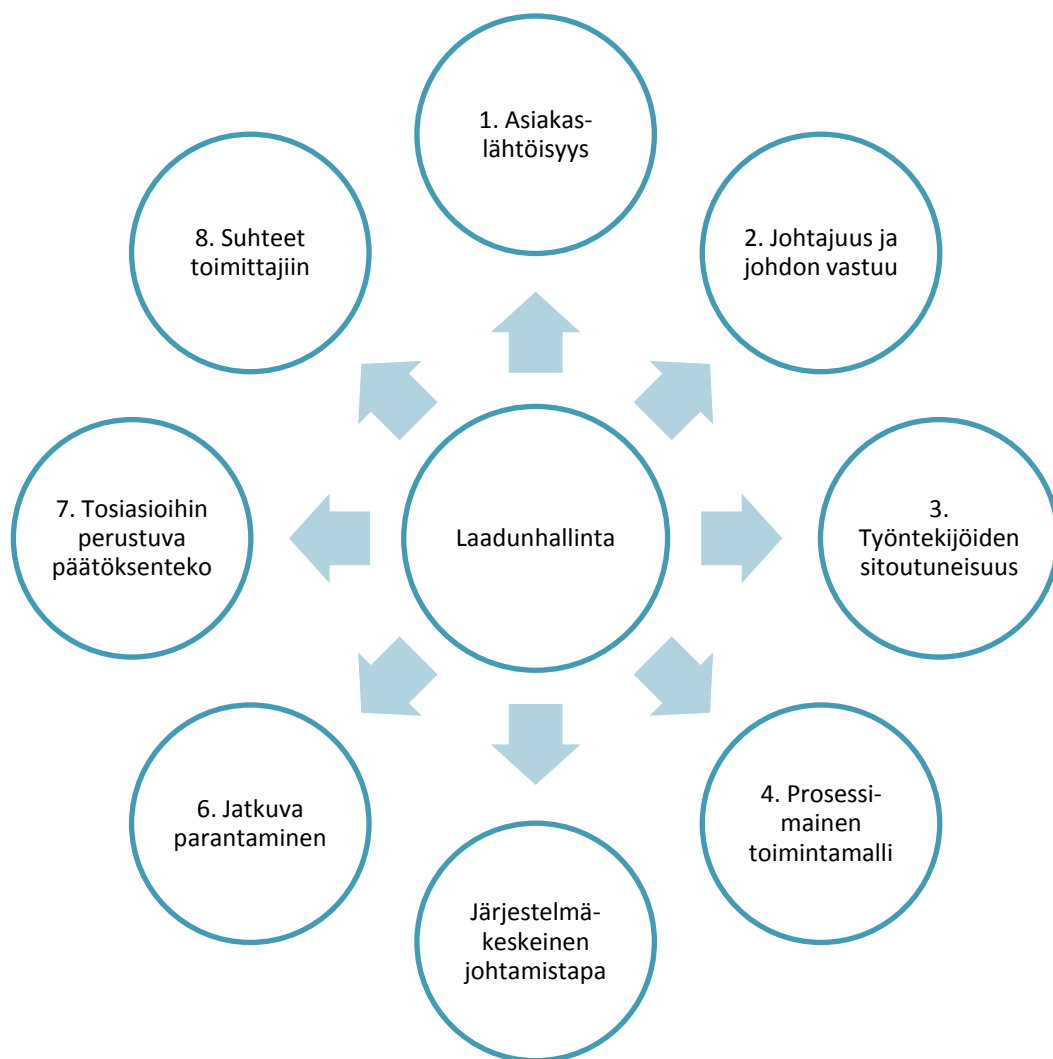 1. Asiakas-
lähtöisyys
2. Johtajuus ja
johdon vastuu
3.
Työntekijöiden
sitoutuneisuus
4. Prosessi-
mainen
toimintamalli
Järjestelmä-
keskeinen
johtamistapa
6. Jatkuva
parantaminen
7. Tosiasioihin
perustuva
päätöksenteko
8. Suhteet
toimittajiin
Laadunhallinta